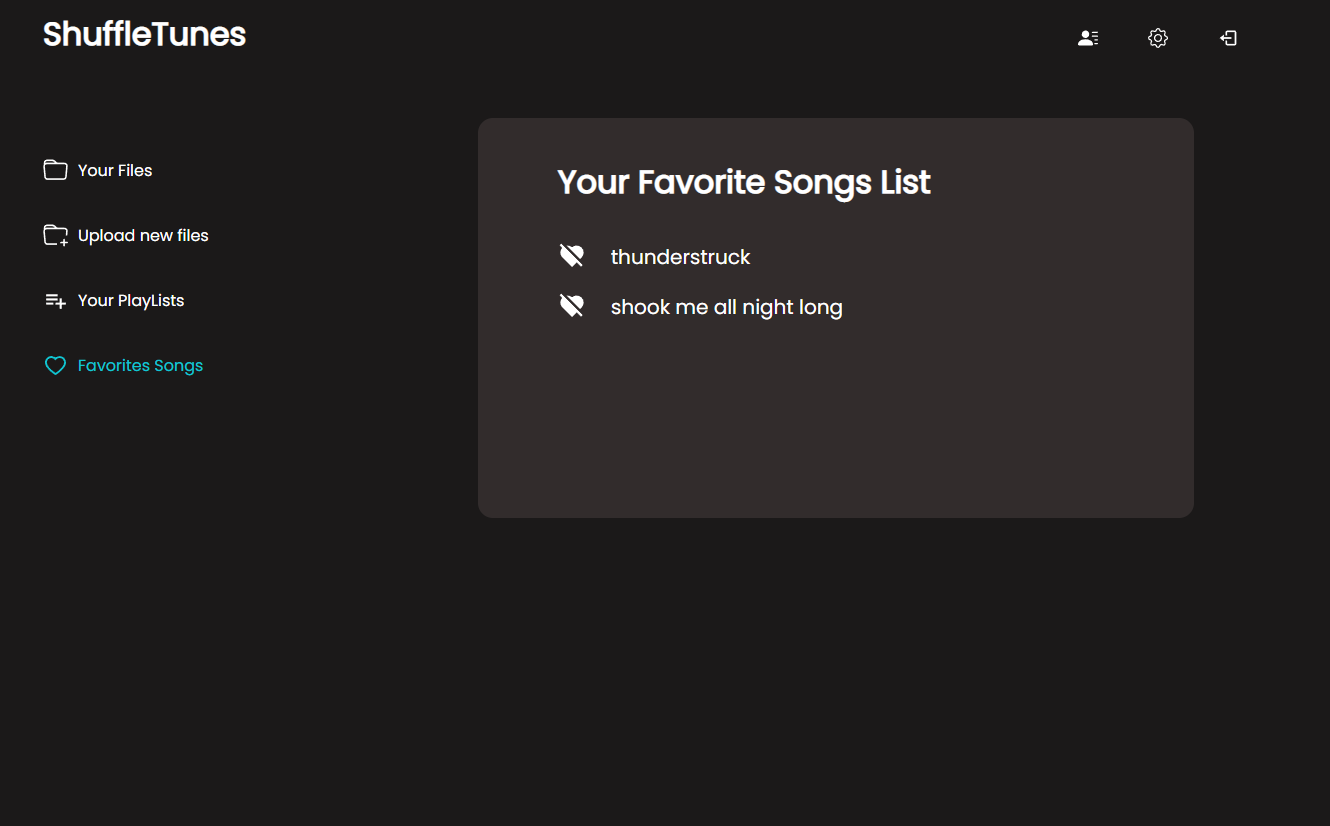 ShuffleTunes
Your Files
Upload new files
Your PlayLists
Favorites Songs
Your Favorite Songs List
thunderstruck
shook me all night long